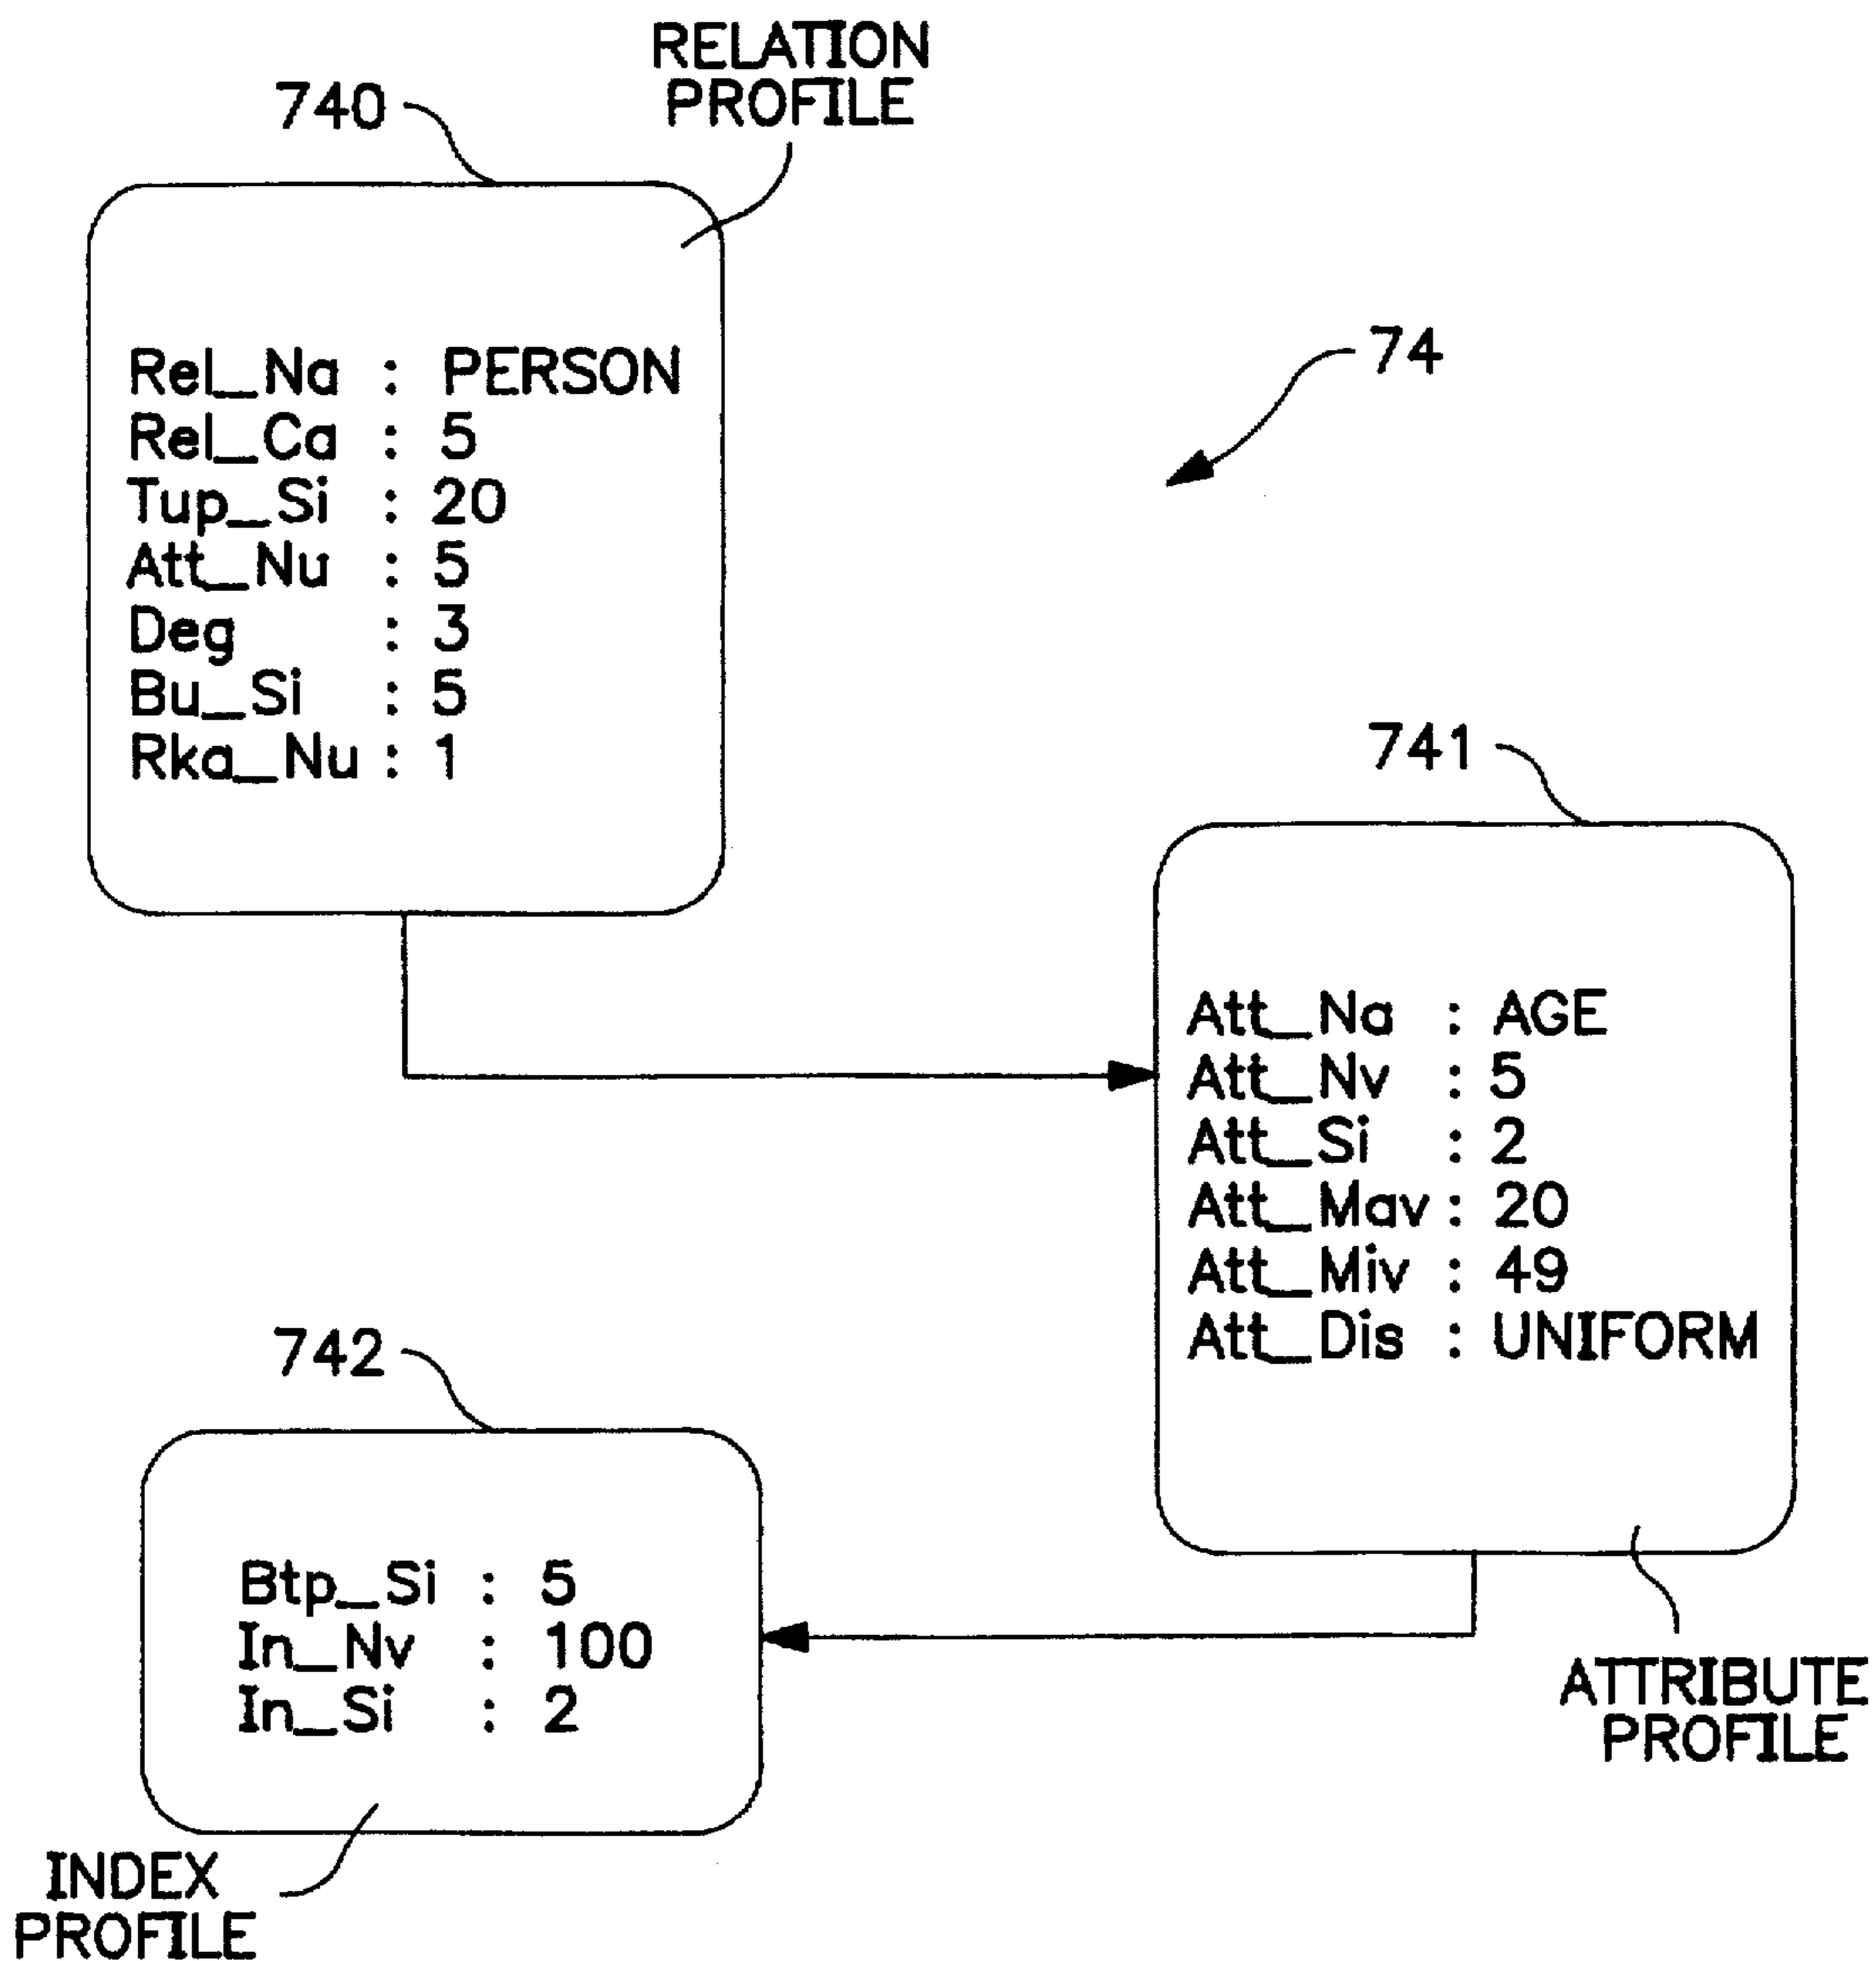 RELATION
PROFILE
740
Rel_Na : PERSON
Rel_Ca : 5
Tup_Si : 20
Att_Nu : 5
Deg : 3
Bu_Si : 5
Rka_Nu : 1
74
741
Att_Na : AGE
Att_Nv : 5
Att_Si : 2
Att_Mav : 20
Att_Miv : 49
Att_Dis : UNIFORM
ATTRIBUTE
PROFILE
742
Btp_Si : 5
In_Nv : 100
In_Si : 2
INDEX
PROFILE